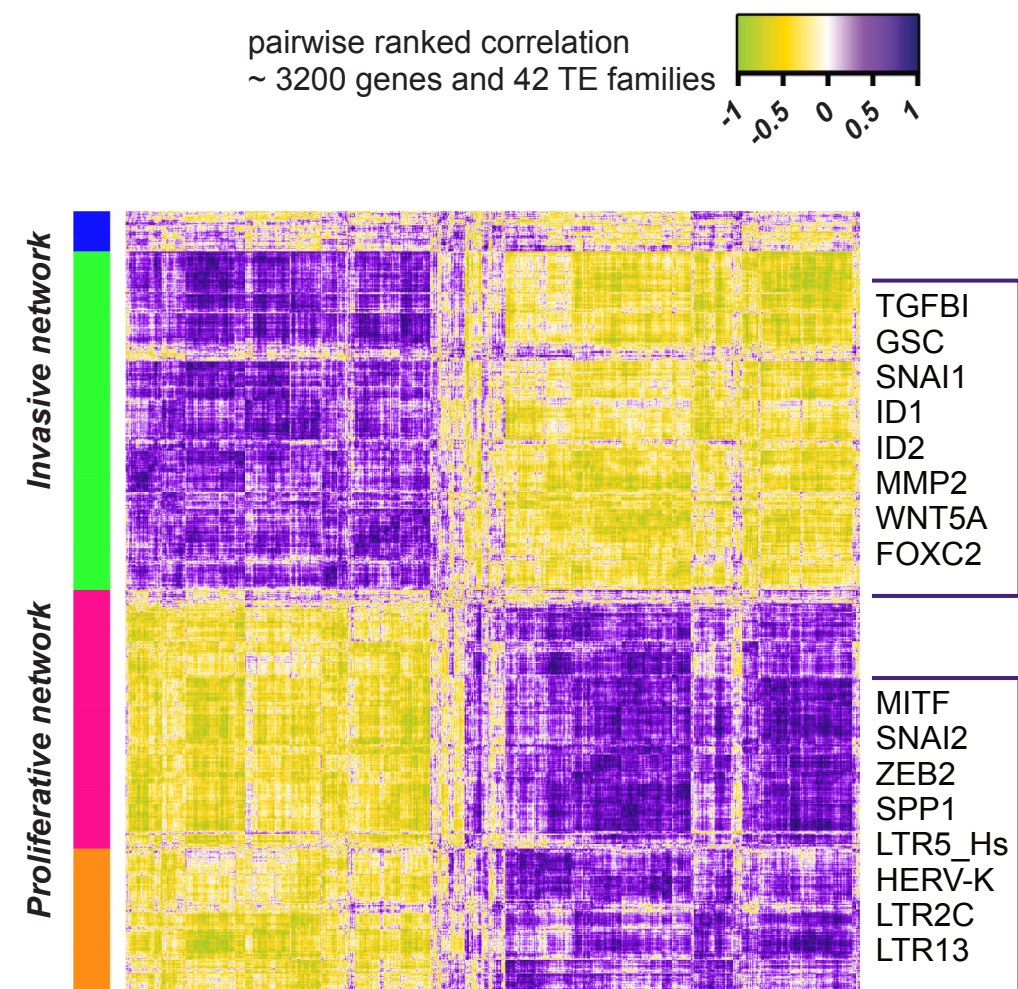 pairwise ranked correlation
~ 3200 genes and 42 TE families
-1
-0.5
0
0.5
1
Invasive network
TGFBI
GSC
SNAI1
ID1
ID2
MMP2
WNT5A
FOXC2
Proliferative network
MITF
SNAI2
ZEB2
SPP1
LTR5_Hs
HERV-K
LTR2C
LTR13